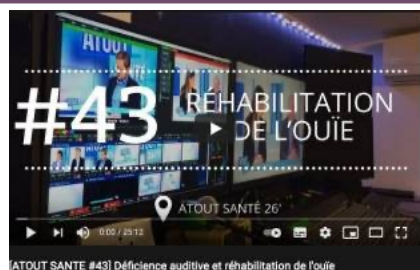 ATOUT
#43
RÉHABILITATION
DE L'OUÏE
ATOUT SANTÉ 26'
0:00 / 25:12
[ATOUT SANTE #43] Déficience auditive et réhabilitation de l'ouïe